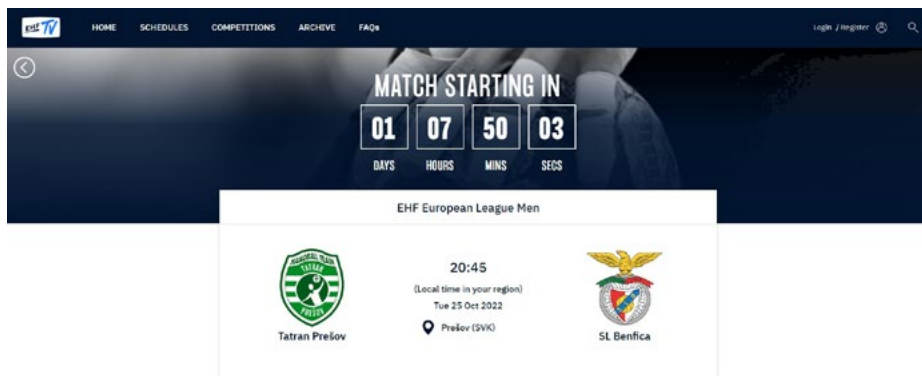 EHF TV HOME SCHEDULES COMPETITIONS ARCHIVE FAQs Login / Register
MATCH STARTING IN
01 07 50 03
DAYS HOURS MINS SECS
EHF European League Men
TATRAN
PREŠOV
20:45
(Local time in your region)
Tue 25 Oct 2022
Prešov (SVK)
Tatran Prešov SL Benfica